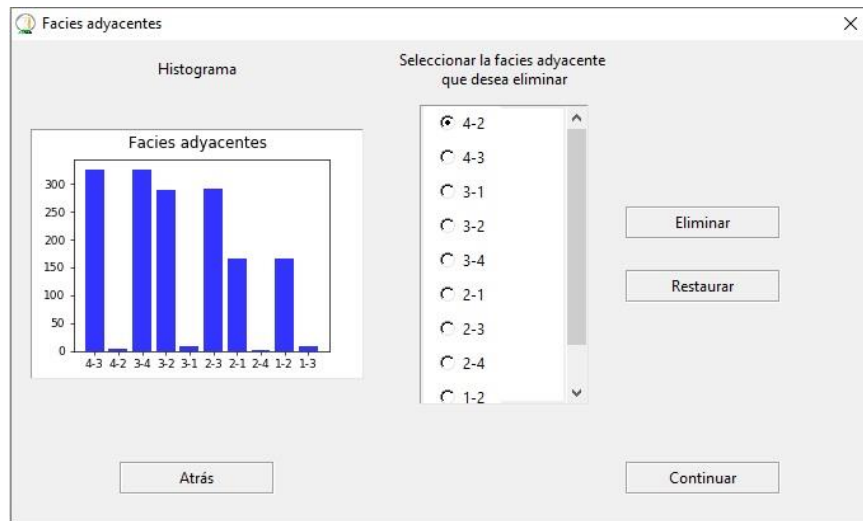 Facies adyacentes
Histograma
Seleccionar la facies adyacente
que desea eliminar
Facies adyacentes
300
250
200
150
100
50
0
4-3 4-2 3-4 3-2 3-1 2-3 2-1 2-4 1-2 1-3
4-2
4-3
3-1
3-2
3-4
2-1
2-3
2-4
1-2
Eliminar
Restaurar
Atrás
Continuar